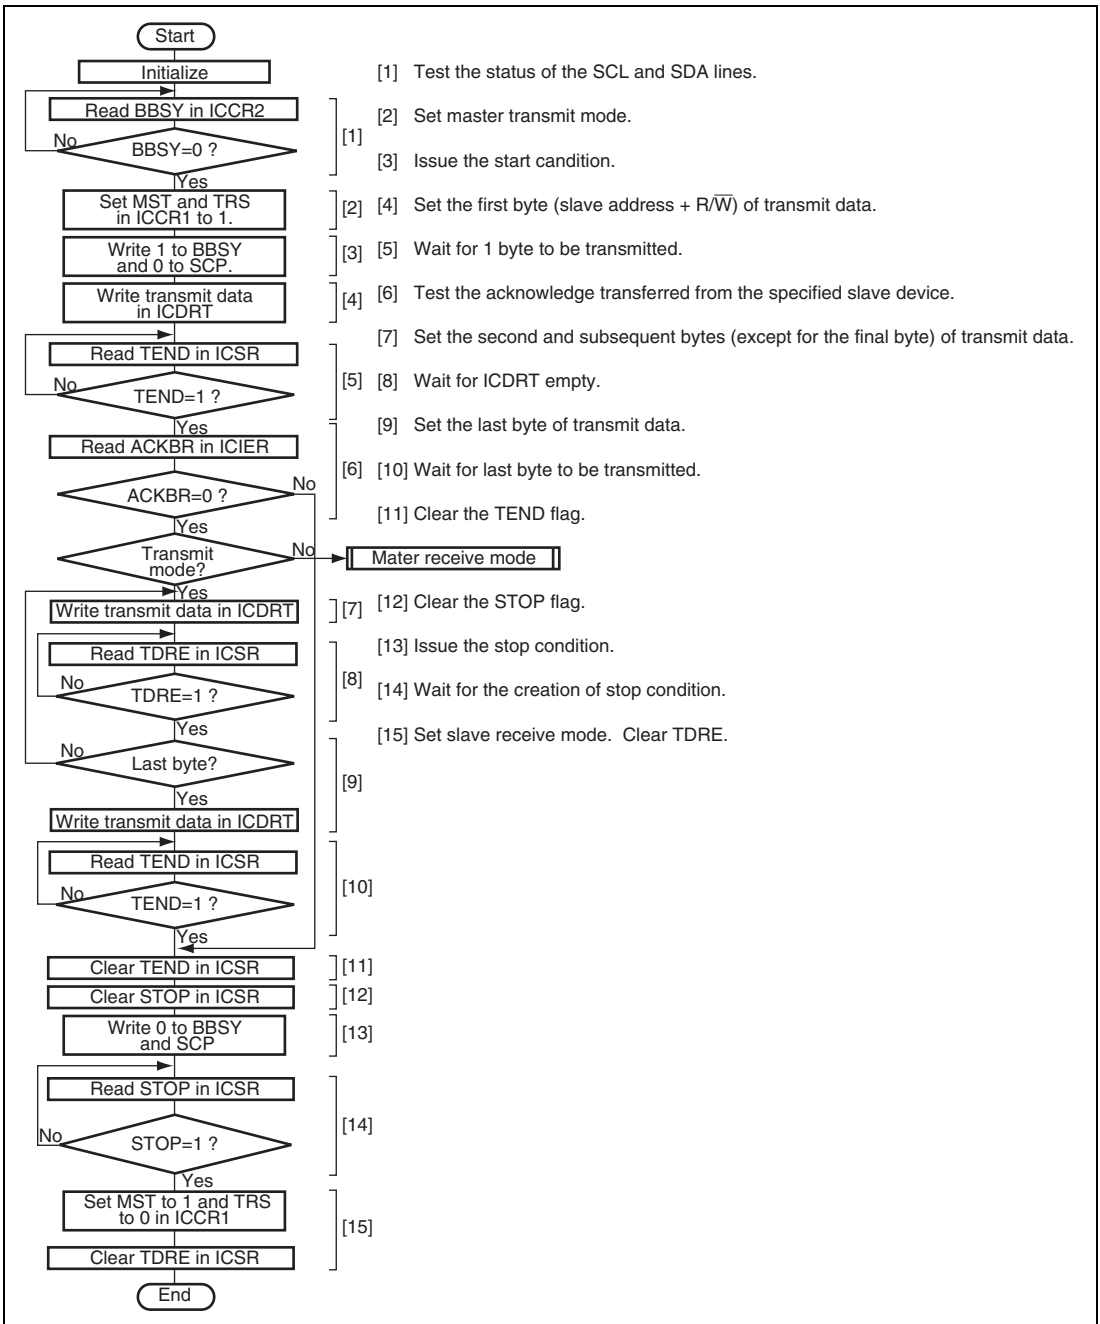 Start
Initialize
Read BBSY in ICCR2
No
BBSY=0 ?
[1]
Yes
Set MST and TRS
in ICCR1 to 1.
[2]
Write 1 to BBSY
and 0 to SCP.
[3]
Write transmit data
in ICDRT
[4]
Read TEND in ICSR
No
TEND=1 ?
[5]
Yes
Read ACKBR in ICIER
[6]
No
ACKBR=0 ?
Yes
Transmit
mode?
No
Mater receive mode
Yes
Write transmit data in ICDRT
[7]
Read TDRE in ICSR
No
TDRE=1 ?
[8]
Yes
No
Last byte?
[9]
Yes
Write transmit data in ICDRT
Read TEND in ICSR
No
TEND=1 ?
[10]
Yes
Clear TEND in ICSR
[11]
Clear STOP in ICSR
[12]
Write 0 to BBSY
and SCP
[13]
Read STOP in ICSR
No
STOP=1 ?
[14]
Yes
Set MST to 1 and TRS
to 0 in ICCR1
[15]
Clear TDRE in ICSR
End
[1] Test the status of the SCL and SDA lines.
[2] Set master transmit mode.
[3] Issue the start candition.
[4] Set the first byte (slave address + R/W̅) of transmit data.
[5] Wait for 1 byte to be transmitted.
[6] Test the acknowledge transferred from the specified slave device.
[7] Set the second and subsequent bytes (except for the final byte) of transmit data.
[8] Wait for ICDRT empty.
[9] Set the last byte of transmit data.
[10] Wait for last byte to be transmitted.
[11] Clear the TEND flag.
[12] Clear the STOP flag.
[13] Issue the stop condition.
[14] Wait for the creation of stop condition.
[15] Set slave receive mode. Clear TDRE.